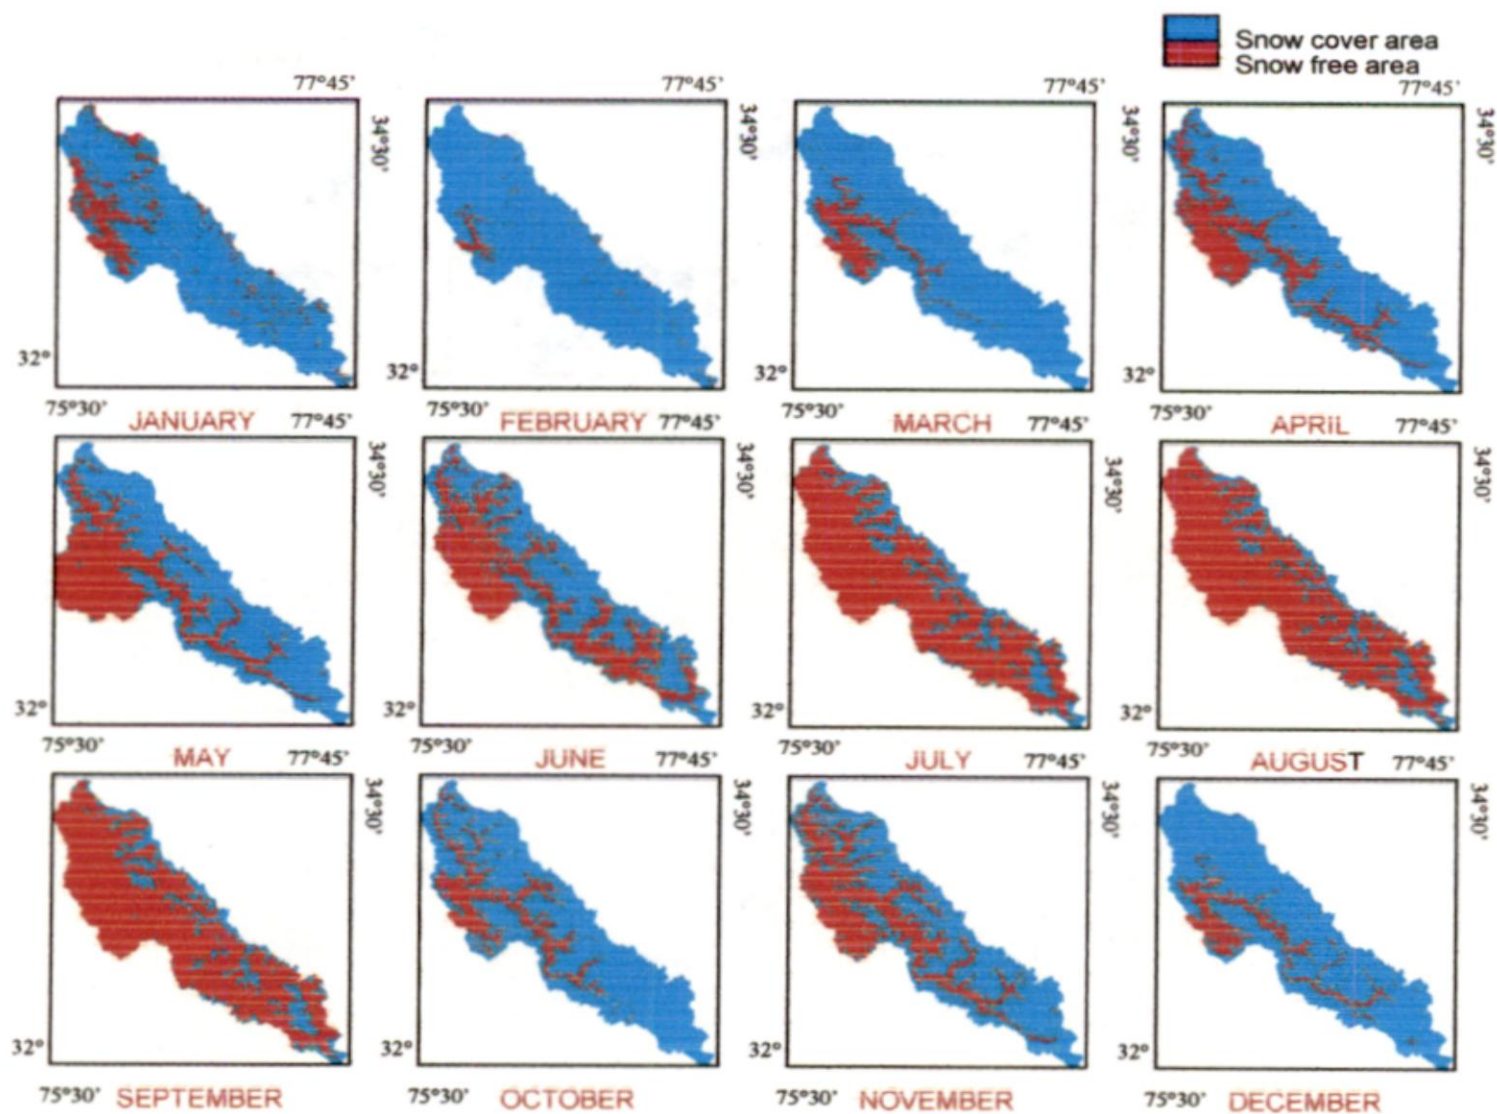 Snow cover area
Snow free area
77°45' 77°45' 77°45' 77°45'
34°30' 34°30' 34°30' 34°30'
32° 32° 32° 32°
75°30' JANUARY 77°45' 75°30' FEBRUARY 77°45' 75°30' MARCH 77°45' 75°30' APRiL 77°45'
34°30' 34°30' 34°30' 34°30'
32° 32° 32° 32°
75°30' MAY 77°45' 75°30' JUNE 77°45' 75°30' JULY 77°45' 75°30' AUGUST 77°45'
34°30' 34°30' 34°30' 34°30'
32° 32° 32° 32°
75°30' SEPTEMBER 75°30' OCTOBER 75°30' NOVEMBER 75°30' DECEMBER